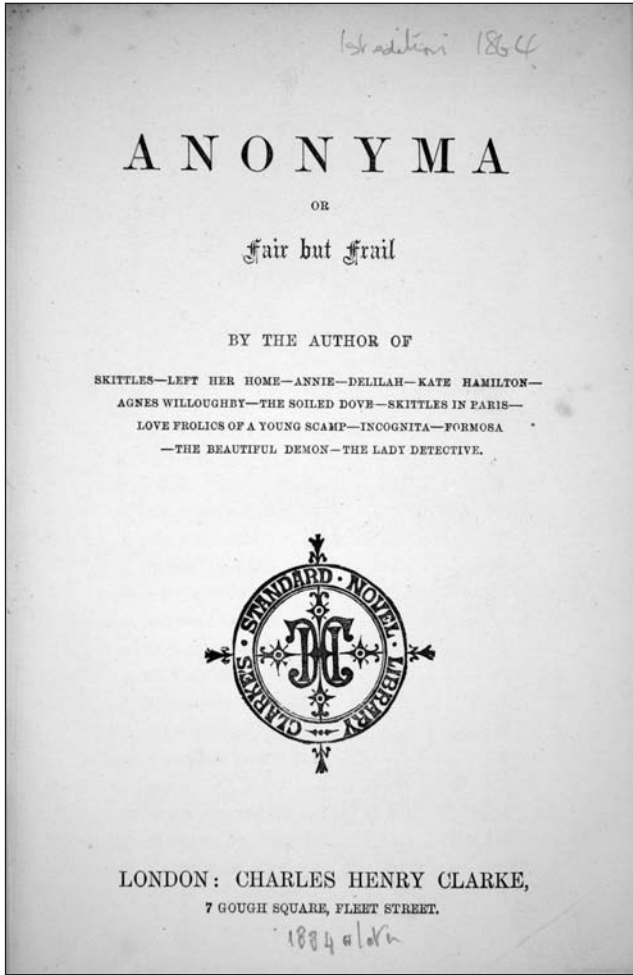 1st edition 1864
ANONYMA
OR
Fair but Frail
BY THE AUTHOR OF
SKITTLES—LEFT HER HOME—ANNIE—DELILAH—KATE HAMILTON—
AGNES WILLOUGHBY—THE SOILED DOVE—SKITTLES IN PARIS—
LOVE FROLICS OF A YOUNG SCAMP—INCOGNITA—FORMOSA
—THE BEAUTIFUL DEMON—THE LADY DETECTIVE.
CLARKE'S · STANDARD · NOVEL · LIBRARY
LONDON: CHARLES HENRY CLARKE,
7 GOUGH SQUARE, FLEET STREET.
1884